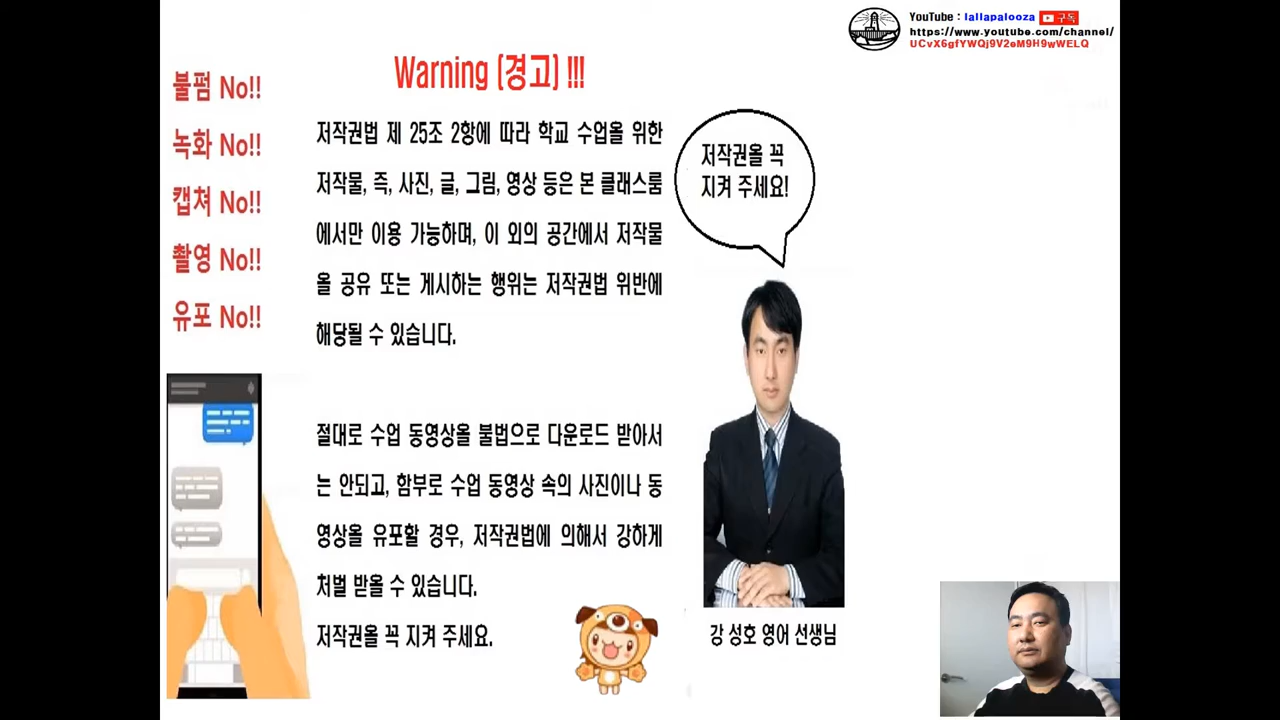 YouTube : lallapalooza 구독
https://www.youtube.com/channel/
UCvX6gfYWQj9V2eM9H9wWELQ
Warning (경고) !!!
불펌 No!!
녹화 No!!
캡쳐 No!!
촬영 No!!
유포 No!!
저작권법 제 25조 2항에 따라 학교 수업을 위한
저작물, 즉, 사진, 글, 그림, 영상 등은 본 클래스룸
에서만 이용 가능하며, 이 외의 공간에서 저작물
을 공유 또는 게시하는 행위는 저작권법 위반에
해당될 수 있습니다.
절대로 수업 동영상을 불법으로 다운로드 받아서
는 안되고, 함부로 수업 동영상 속의 사진이나 동
영상을 유포할 경우, 저작권법에 의해서 강하게
처벌 받을 수 있습니다.
저작권을 꼭 지켜 주세요.
저작권을 꼭
지켜 주세요!
강 성호 영어 선생님